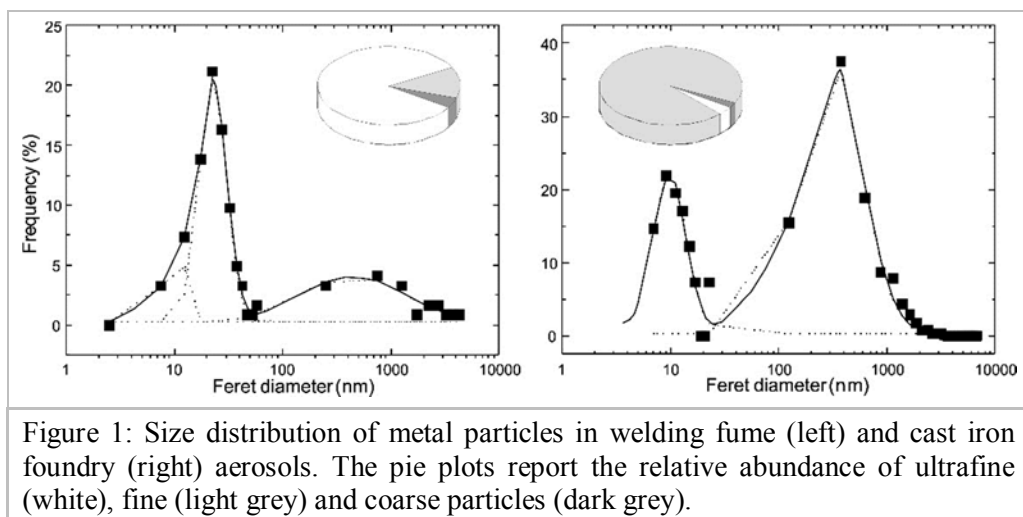 25
20
15
10
5
0
Frequency (%)
1 10 100 1000 10000
Feret diameter (nm)
40
30
20
10
0
1 10 100 1000 10000
Feret diameter (nm)
Figure 1: Size distribution of metal particles in welding fume (left) and cast iron
foundry (right) aerosols. The pie plots report the relative abundance of ultrafine
(white), fine (light grey) and coarse particles (dark grey).